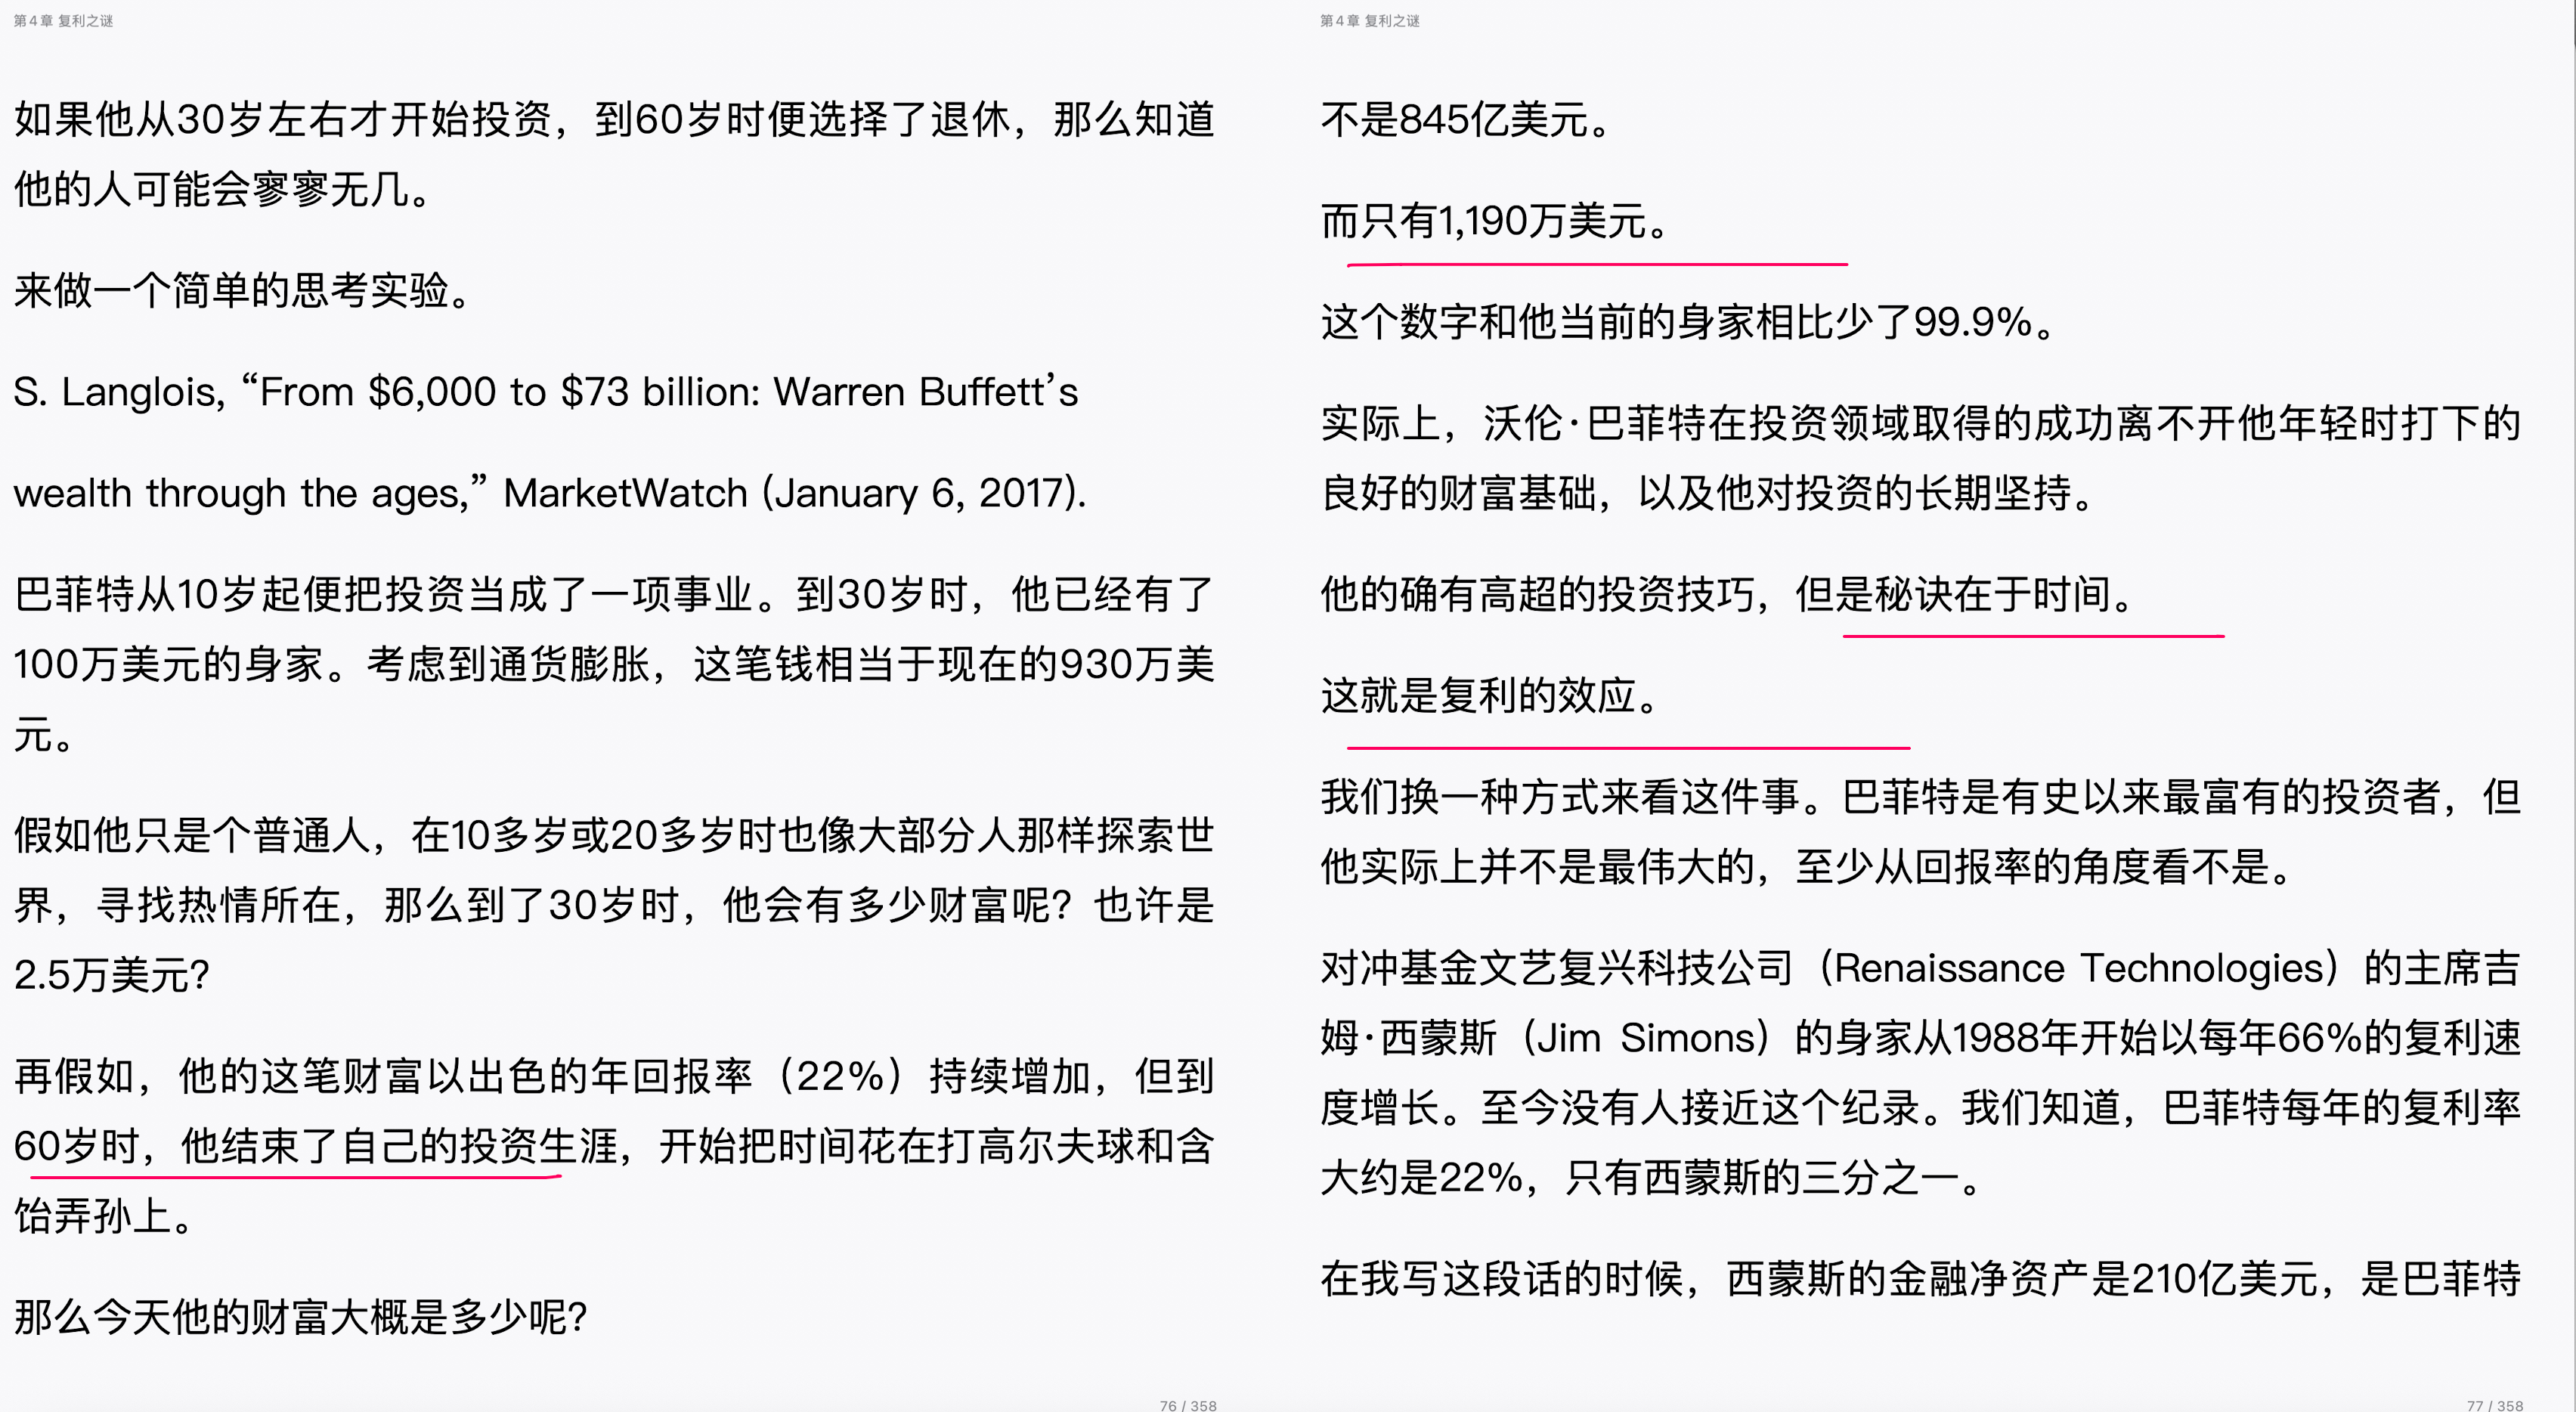 第4章 复利之谜
如果他从30岁左右才开始投资，到60岁时便选择了退休，那么知道
他的人可能会寥寥无几。
来做一个简单的思考实验。
S. Langlois, “From $6,000 to $73 billion: Warren Buffett’s
wealth through the ages,” MarketWatch (January 6, 2017).
巴菲特从10岁起便把投资当成了一项事业。到30岁时，他已经有了
100万美元的身家。考虑到通货膨胀，这笔钱相当于现在的930万美
元。
假如他只是个普通人，在10多岁或20多岁时也像大部分人那样探索世
界，寻找热情所在，那么到了30岁时，他会有多少财富呢？也许是
2.5万美元？
再假如，他的这笔财富以出色的年回报率（22%）持续增加，但到
60岁时，他结束了自己的投资生涯，开始把时间花在打高尔夫球和含
饴弄孙上。
那么今天他的财富大概是多少呢？
76 / 358
第4章 复利之谜
不是845亿美元。
而只有1,190万美元。
这个数字和他当前的身家相比少了99.9%。
实际上，沃伦·巴菲特在投资领域取得的成功离不开他年轻时打下的
良好的财富基础，以及他对投资的长期坚持。
他的确有高超的投资技巧，但是秘诀在于时间。
这就是复利的效应。
我们换一种方式来看这件事。巴菲特是有史以来最富有的投资者，但
他实际上并不是最伟大的，至少从回报率的角度看不是。
对冲基金文艺复兴科技公司（Renaissance Technologies）的主席吉
姆·西蒙斯（Jim Simons）的身家从1988年开始以每年66%的复利速
度增长。至今没有人接近这个纪录。我们知道，巴菲特每年的复利率
大约是22%，只有西蒙斯的三分之一。
在我写这段话的时候，西蒙斯的金融净资产是210亿美元，是巴菲特
77 / 358